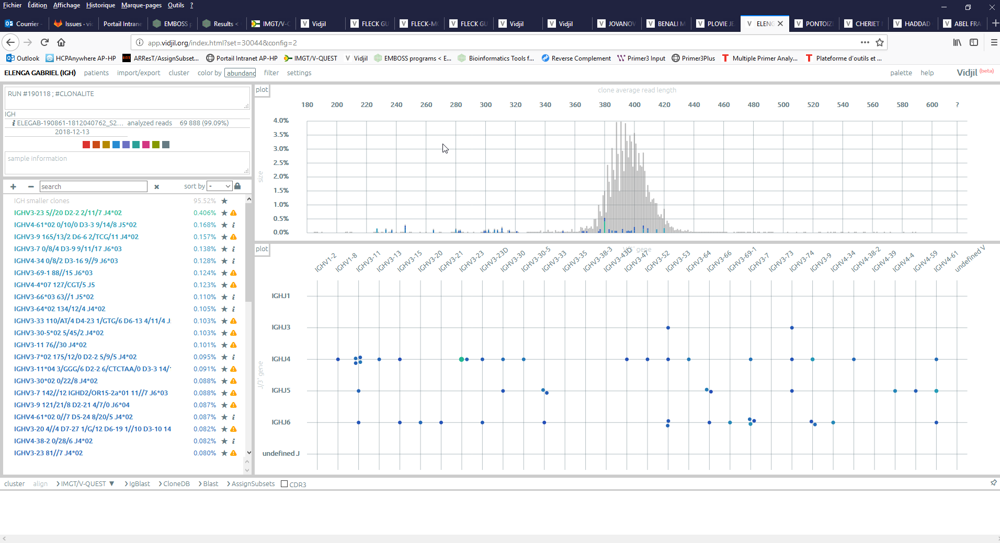 Fichier Édition Affichage Historique Marque-pages Outils ?
Courrier Issues · vi Portail Intrane EMBOSS p Results < IMGT/V-C Vidjil FLECK GU FLECK-MO FLECK GU Vidjil Vidjil JOVANOV BENALI M PLOVIE JE ELENG PONTOIZ CHERIET HADDAD ABEL FRA
app.vidjil.org/index.html?set=30044&config=2
Outlook HCPAnywhere AP-HP ARResT/AssignSubset... Portail Intranet AP-HP IMGT/V-QUEST Vidjil EMBOSS programs < E... Bioinformatics Tools f... Reverse Complement Primer3 Input Primer3Plus Multiple Primer Analy... Plateforme d'outils et ...
ELENGA GABRIEL (IGH) patients import/export cluster color by abundanc filter settings palette help Vidjil (beta)
RUN #190118 ; #CLONALITE
IGH
i ELEGAB-190861-1812040762_S2... analyzed reads 69 888 (99.09%)
2018-12-13
sample information
+ − search × sort by -
IGH smaller clones 95.52% ★
IGHV3-23 5//20 D2-2 2/11/7 J4*02 0.406% ★
IGHV4-61*02 0/10/0 D3-3 9/14/8 J5*02 0.168% ★ i
IGHV3-9 165/13/2 D6-6 2/TCG/11 J4*02 0.157% ★
IGHV3-7 0/8/4 D3-9 9/11/17 J6*03 0.138% ★ i
IGHV4-34 0/8/2 D3-16 9//9 J6*03 0.128% ★ i
IGHV3-69-1 88//15 J6*03 0.124% ★
IGHV4-4*07 127/CGT/5 J5 0.123% ★
IGHV3-66*03 63//1 J5*02 0.110% ★ i
IGHV3-64*02 134/12/4 J4*02 0.105% ★ i
IGHV3-33 110/AT/4 D4-23 1/GTG/6 D6-13 4/11/4 J 0.103% ★
IGHV3-30-5*02 5/45/2 J4*02 0.103% ★
IGHV3-11 76//30 J4*02 0.101% ★
IGHV3-7*02 175/12/0 D2-2 5/9/5 J4*02 0.095% ★ i
IGHV3-11*04 3/GGG/6 D2-2 6/CTCTAA/0 D3-3 14/ 0.091% ★
IGHV3-30*02 0/22/8 J4*02 0.088% ★
IGHV3-7 142//12 IGHD2/OR15-2a*01 11//7 J6*03 0.088% ★
IGHV3-9 121/21/8 D2-21 4/7/0 J6*04 0.087% ★
IGHV4-61*02 0//7 D5-24 8/20/5 J4*02 0.087% ★ i
IGHV3-20 4//4 D7-27 1/G/12 D6-19 1//10 D3-10 14 0.082% ★
IGHV4-38-2 0/28/6 J4*02 0.082% ★ i
IGHV3-23 81//7 J4*02 0.080% ★
plot clone average read length
180 200 220 240 260 280 300 320 340 360 380 400 420 440 460 480 500 520 540 560 580 600 ?
4.0%
3.5%
3.0%
2.5%
2.0%
1.5%
1.0%
0.5%
0.0%
size
plot gene
IGHV1-2 IGHV1-8 IGHV3-11 IGHV3-13 IGHV3-15 IGHV3-20 IGHV3-21 IGHV3-23 IGHV3-23D IGHV3-30 IGHV3-30-5 IGHV3-33 IGHV3-35 IGHV3-38-3 IGHV3-43D IGHV3-47 IGHV3-52 IGHV3-53 IGHV3-64 IGHV3-66 IGHV3-69-1 IGHV3-7 IGHV3-73 IGHV3-74 IGHV3-9 IGHV4-34 IGHV4-38-2 IGHV4-39 IGHV4-4 IGHV4-59 IGHV4-61 undefined V
IGHJ1
IGHJ3
IGHJ4
IGHJ5
IGHJ6
undefined J
J/3' gene
cluster align ❯IMGT/V-QUEST ▼ ❯IgBlast ❯CloneDB ❯Blast ❯AssignSubsets CDR3